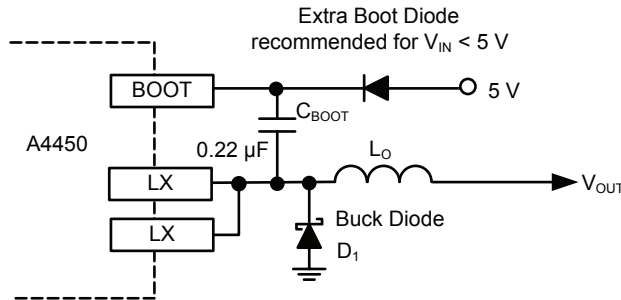 Extra Boot Diode
recommended for V_IN < 5 V
BOOT
5 V
C_BOOT
A4450
0.22 µF
L_O
LX
V_OUT
LX
Buck Diode
D_1